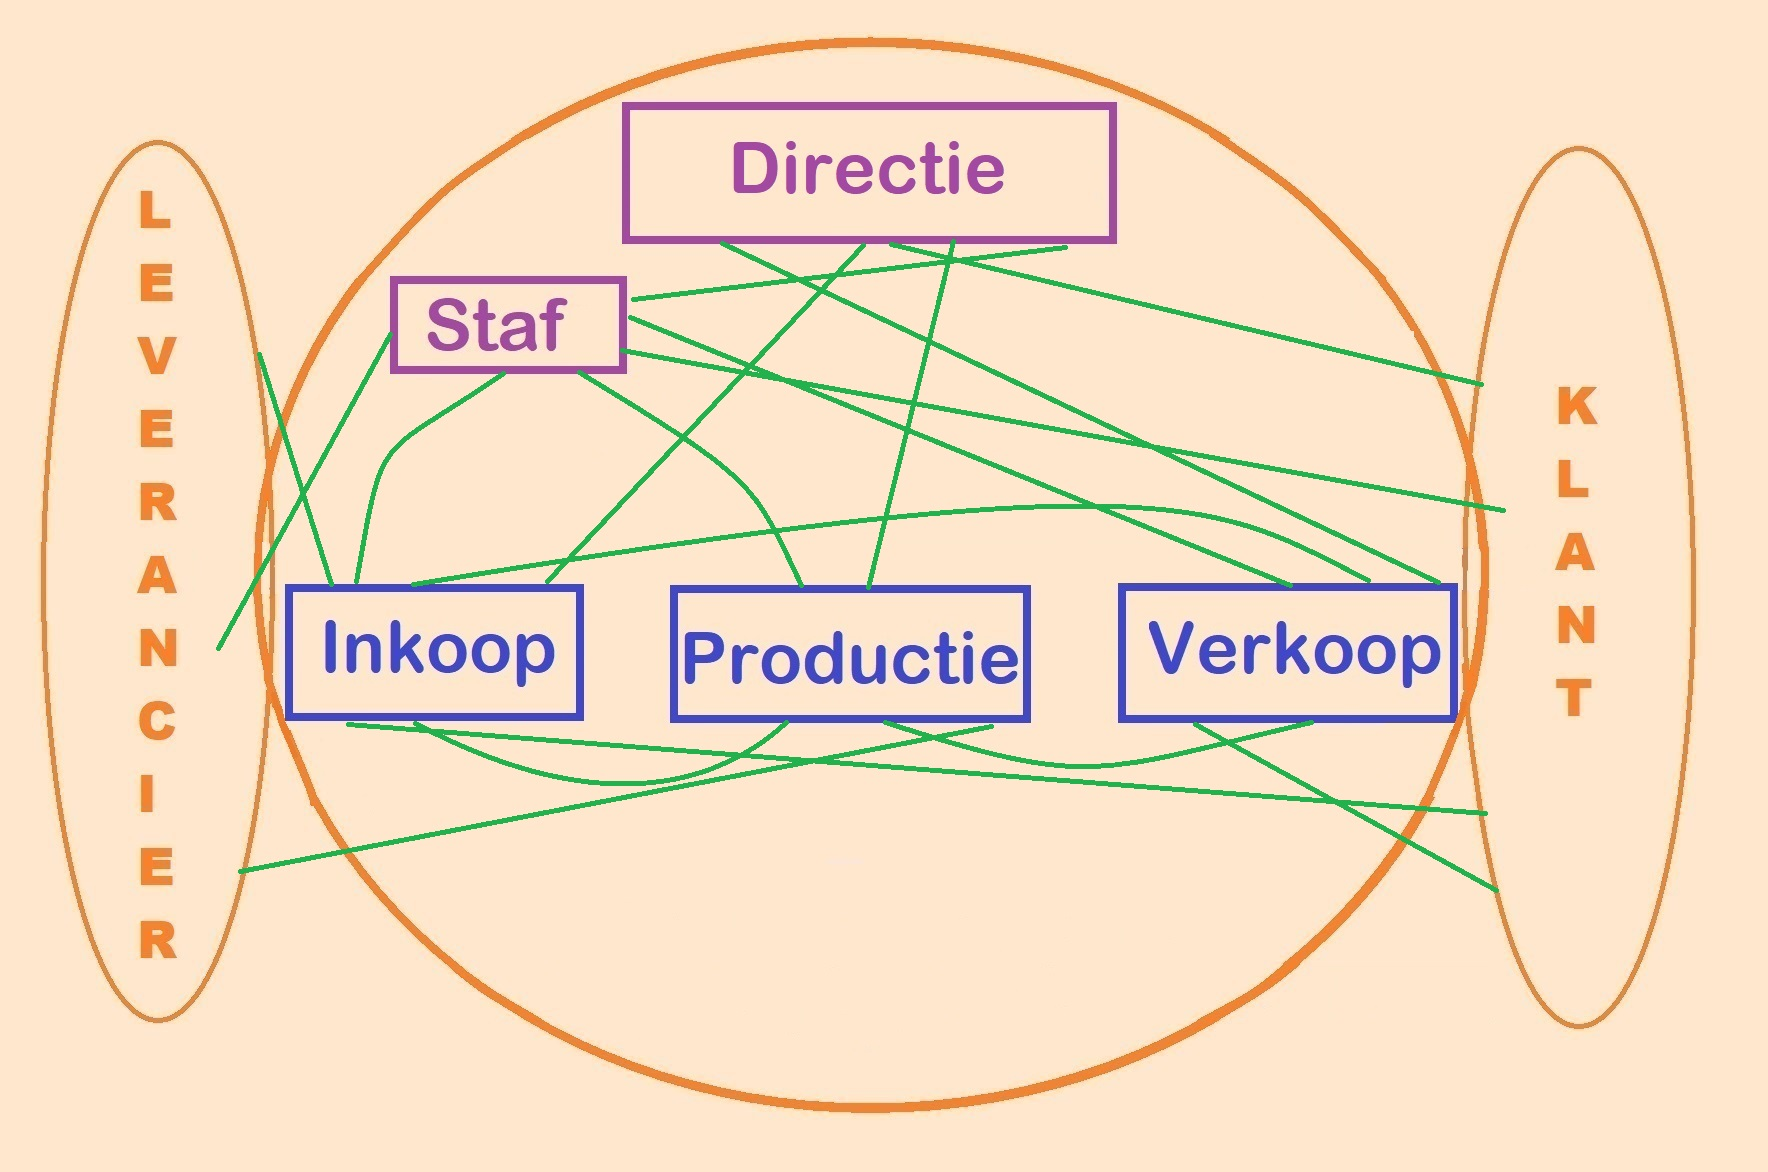 Directie
Staf
LEVERANCIER
KLANT
Inkoop
Productie
Verkoop